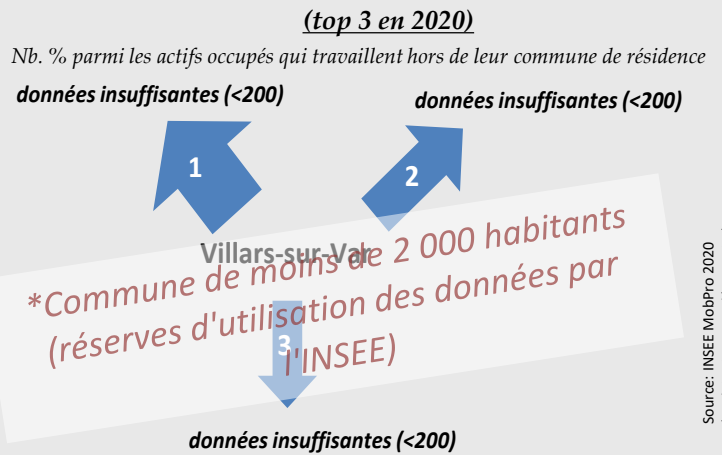 (top 3 en 2020)
Nb. % parmi les actifs occupés qui travaillent hors de leur commune de résidence
données insuffisantes (<200)
données insuffisantes (<200)
1
2
Villars-sur-Var
*Commune de moins de 2 000 habitants
(réserves d'utilisation des données par
l'INSEE)
3
données insuffisantes (<200)
Source: INSEE MobPro 2020